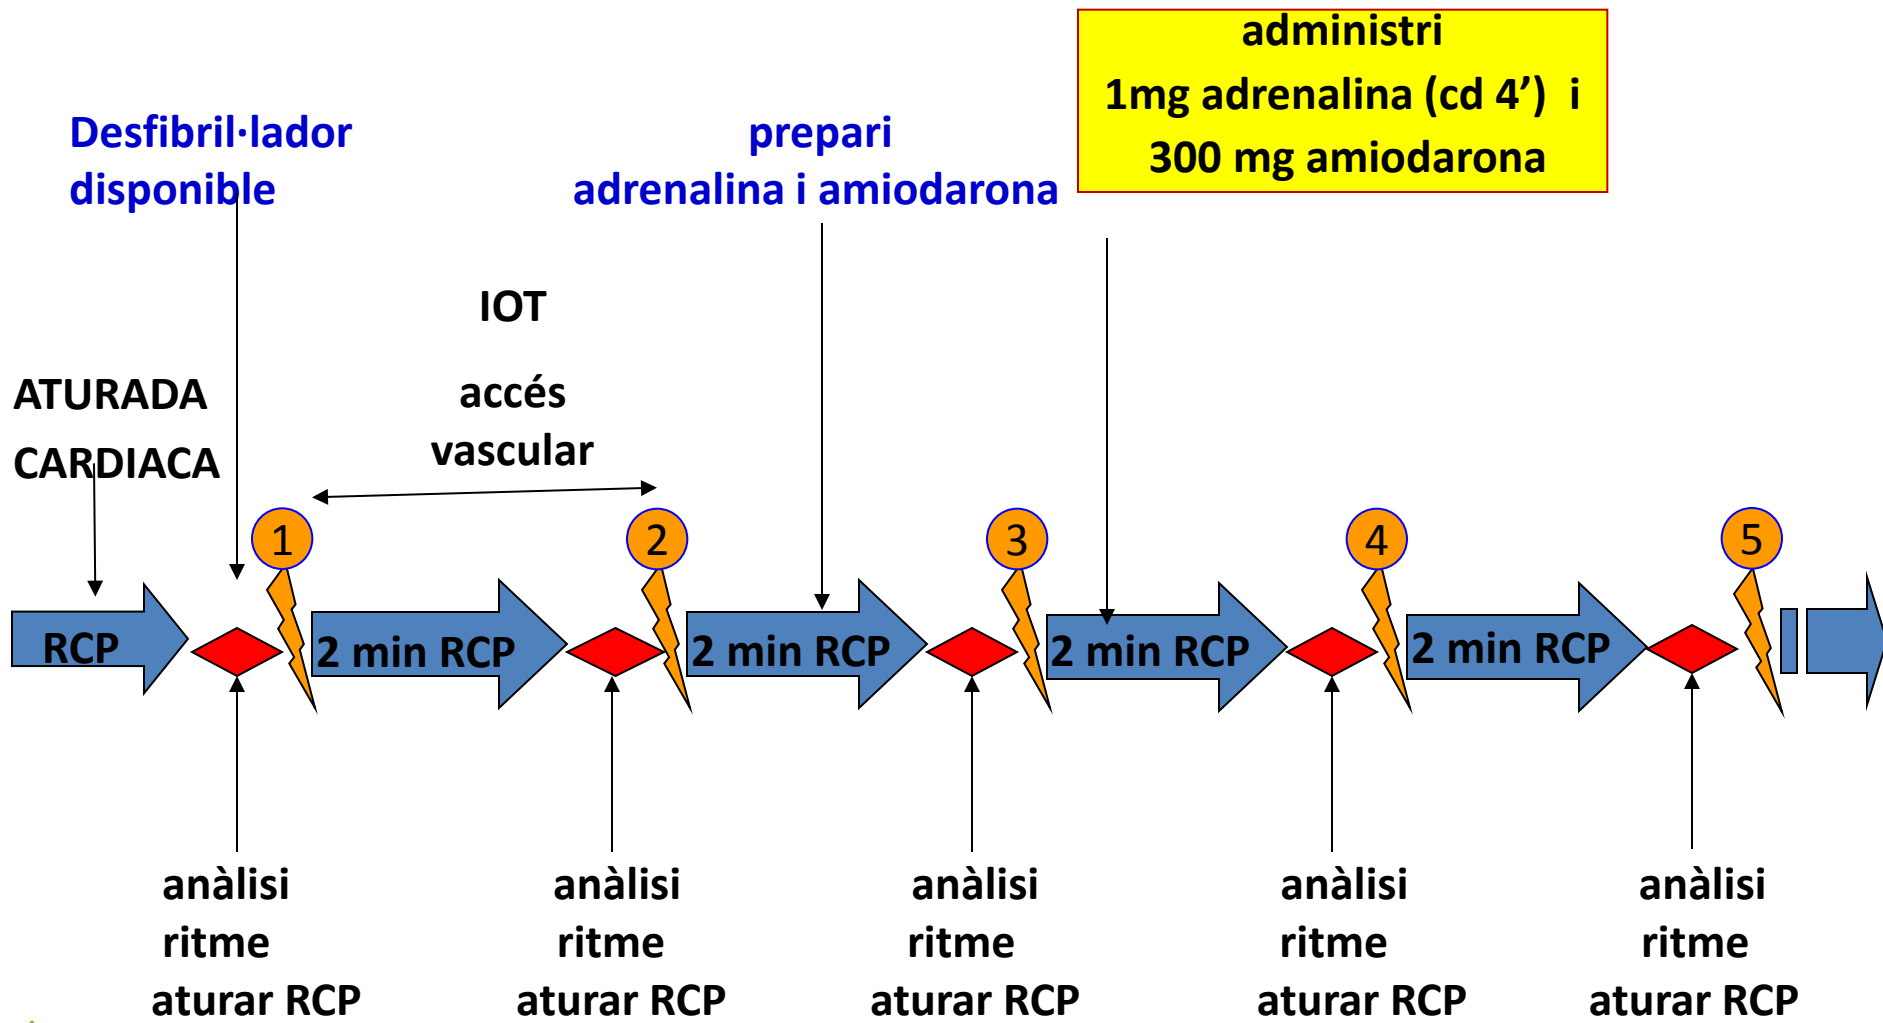 administri
1mg adrenalina (cd 4’) i
300 mg amiodarona
Desfibril·lador
disponible
prepari
adrenalina i amiodarona
IOT
accés
vascular
ATURADA
CARDIACA
1
2
3
4
5
RCP
2 min RCP
2 min RCP
2 min RCP
2 min RCP
anàlisi
ritme
aturar RCP
anàlisi
ritme
aturar RCP
anàlisi
ritme
aturar RCP
anàlisi
ritme
aturar RCP
anàlisi
ritme
aturar RCP